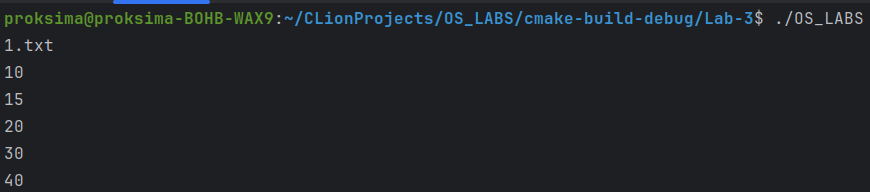 proksima@proksima-BOHB-WAX9:~/CLionProjects/OS_LABS/cmake-build-debug/Lab-3$ ./OS_LABS
1.txt
10
15
20
30
40